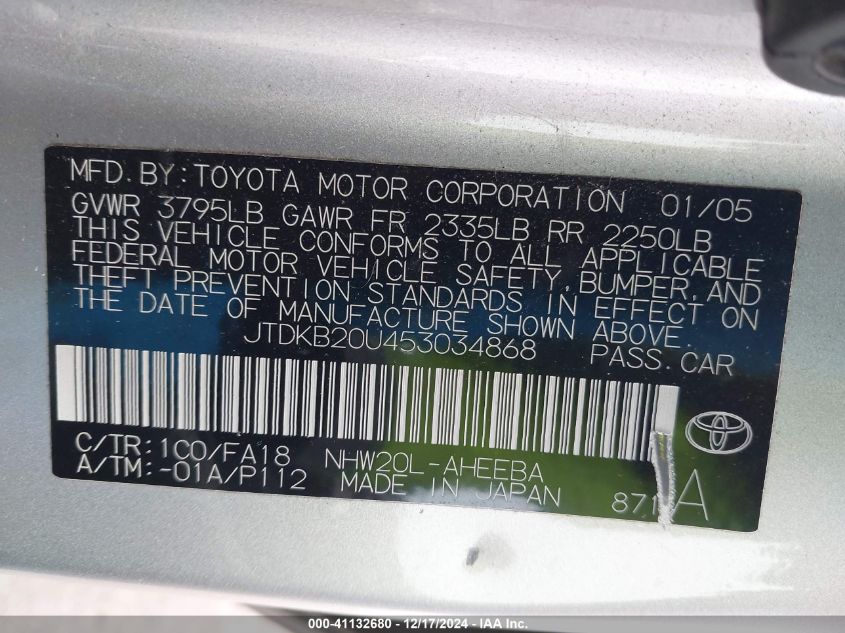 MFD. BY: TOYOTA MOTOR CORPORATION 01/05
GVWR 3795LB GAWR FR 2335LB RR 2250LB
THIS VEHICLE CONFORMS TO ALL APPLICABLE
FEDERAL MOTOR VEHICLE SAFETY, BUMPER, AND
THEFT PREVENTION STANDARDS IN EFFECT ON
THE DATE OF MANUFACTURE SHOWN ABOVE.
JTDKB20U453034868 PASS. CAR
C/TR: 1C0/FA18 NHW20L-AHEEBA
A/TM: -01A/P112 MADE IN JAPAN A
000-41132680 - 12/17/2024 - IAA Inc.